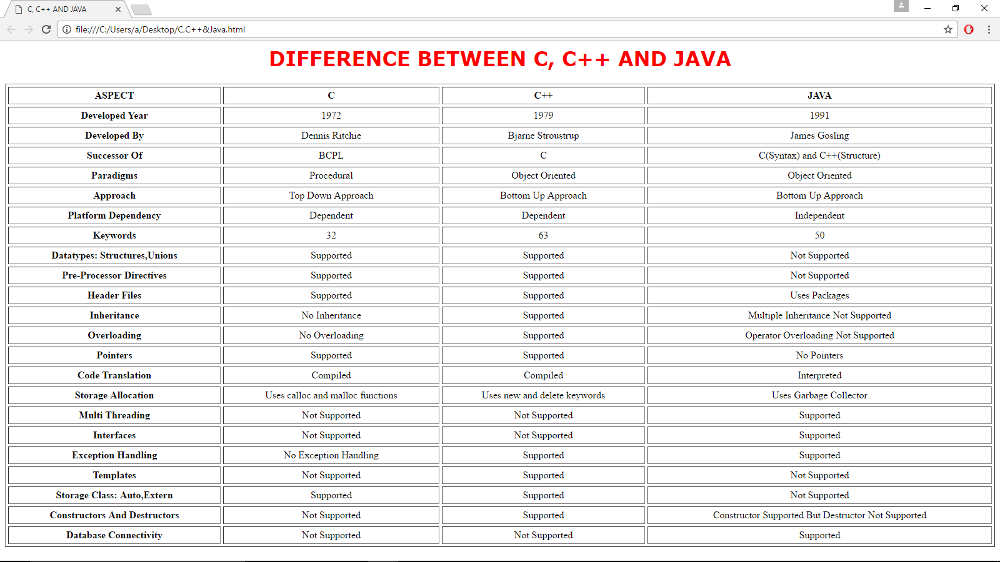 C, C++ AND JAVA
file:///C:/Users/a/Desktop/C,C++&Java.html
DIFFERENCE BETWEEN C, C++ AND JAVA
ASPECT C C++ JAVA
Developed Year 1972 1979 1991
Developed By Dennis Ritchie Bjarne Stroustrup James Gosling
Successor Of BCPL C C(Syntax) and C++(Structure)
Paradigms Procedural Object Oriented Object Oriented
Approach Top Down Approach Bottom Up Approach Bottom Up Approach
Platform Dependency Dependent Dependent Independent
Keywords 32 63 50
Datatypes: Structures,Unions Supported Supported Not Supported
Pre-Processor Directives Supported Supported Not Supported
Header Files Supported Supported Uses Packages
Inheritance No Inheritance Supported Multiple Inheritance Not Supported
Overloading No Overloading Supported Operator Overloading Not Supported
Pointers Supported Supported No Pointers
Code Translation Compiled Compiled Interpreted
Storage Allocation Uses calloc and malloc functions Uses new and delete keywords Uses Garbage Collector
Multi Threading Not Supported Not Supported Supported
Interfaces Not Supported Not Supported Supported
Exception Handling No Exception Handling Supported Supported
Templates Not Supported Supported Not Supported
Storage Class: Auto,Extern Supported Supported Not Supported
Constructors And Destructors Not Supported Supported Constructor Supported But Destructor Not Supported
Database Connectivity Not Supported Not Supported Supported